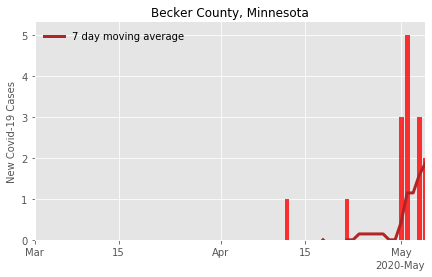 Becker County, Minnesota
7 day moving average
New Covid-19 Cases
5
4
3
2
1
0
Mar 15 Apr 15 May
2020-May